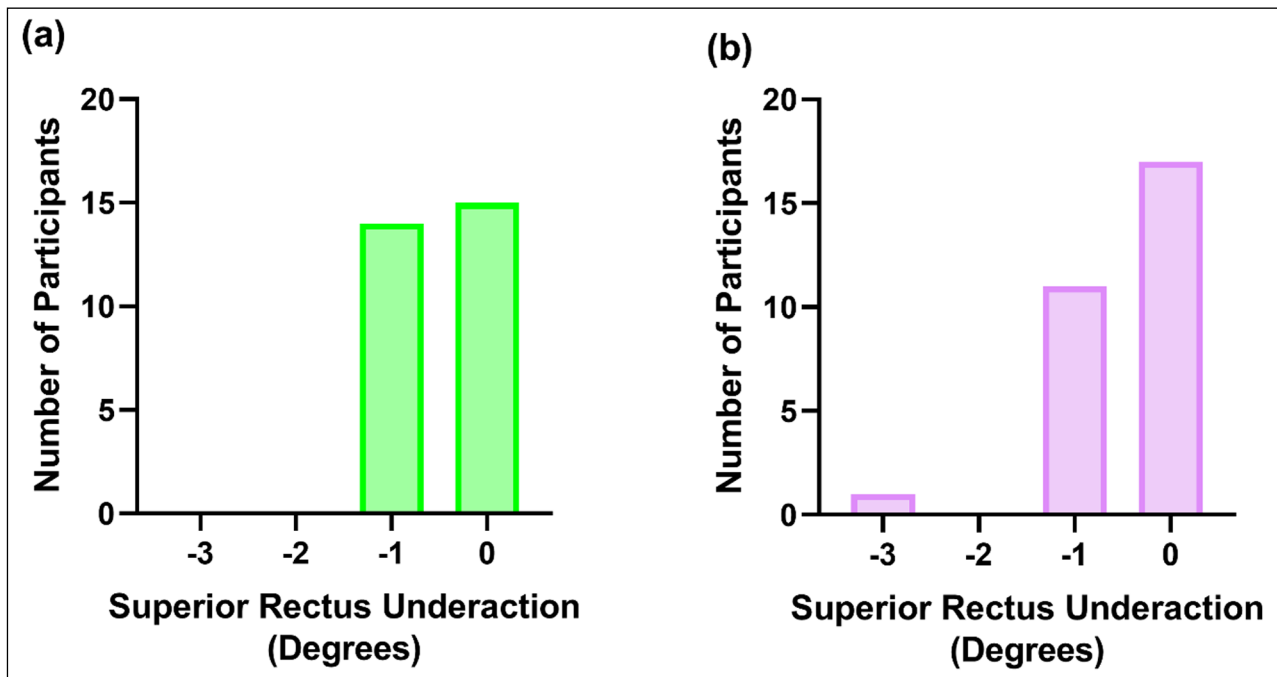 (a)
Number of Participants
20
15
10
5
0
-3 -2 -1 0
Superior Rectus Underaction
(Degrees)
(b)
Number of Participants
20
15
10
5
0
-3 -2 -1 0
Superior Rectus Underaction
(Degrees)